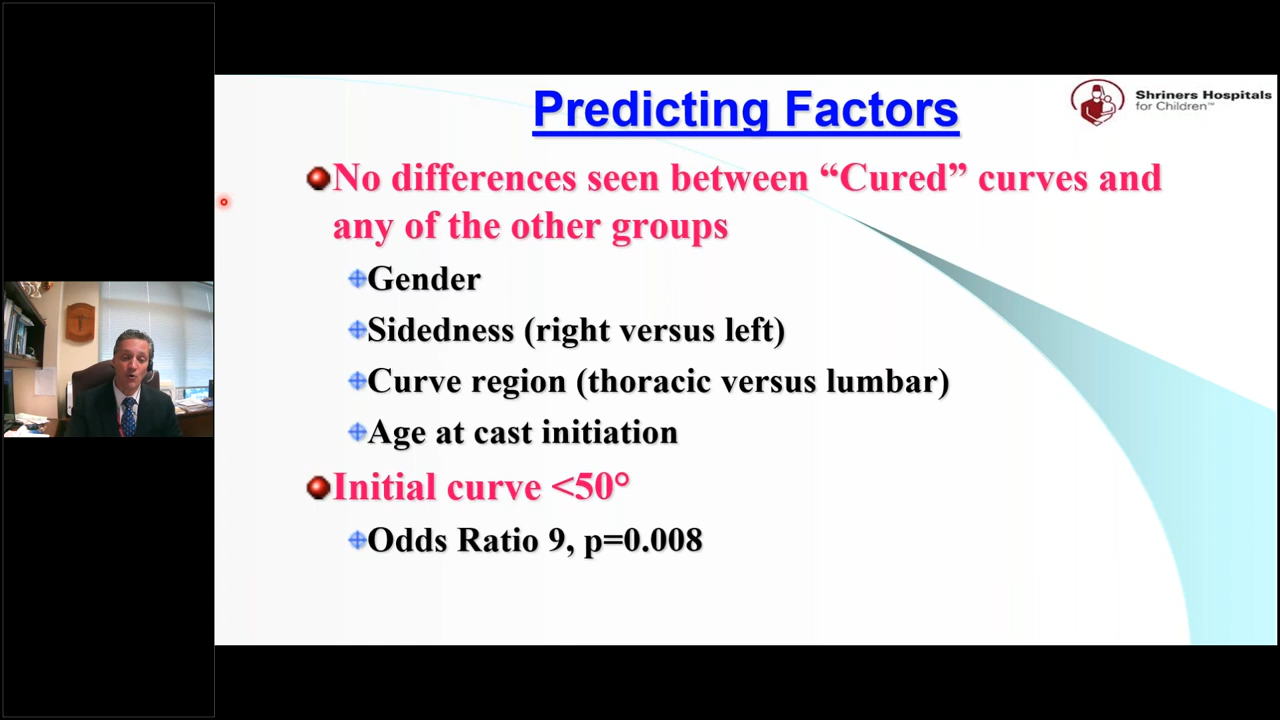 Predicting Factors
Shriners Hospitals
for Children™
No differences seen between “Cured” curves and
any of the other groups
Gender
Sidedness (right versus left)
Curve region (thoracic versus lumbar)
Age at cast initiation
Initial curve <50°
Odds Ratio 9, p=0.008